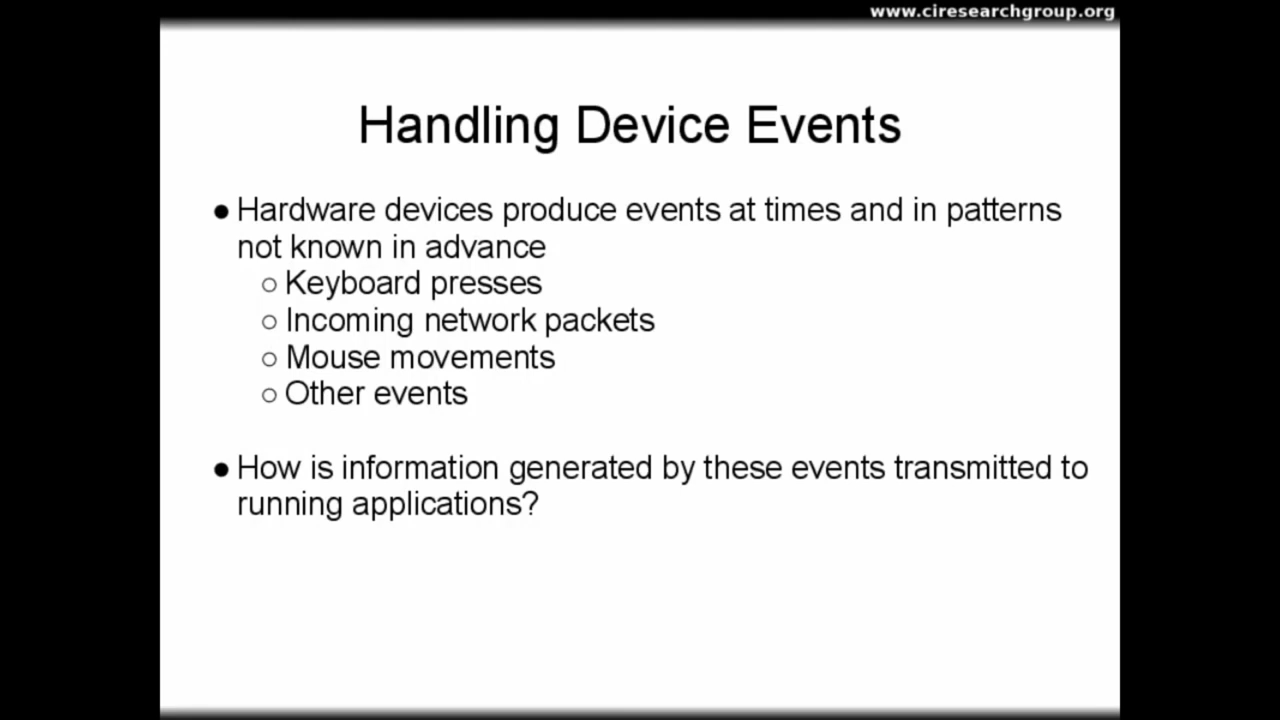 www.ciresearchgroup.org
Handling Device Events
● Hardware devices produce events at times and in patterns
not known in advance
○ Keyboard presses
○ Incoming network packets
○ Mouse movements
○ Other events
● How is information generated by these events transmitted to
running applications?